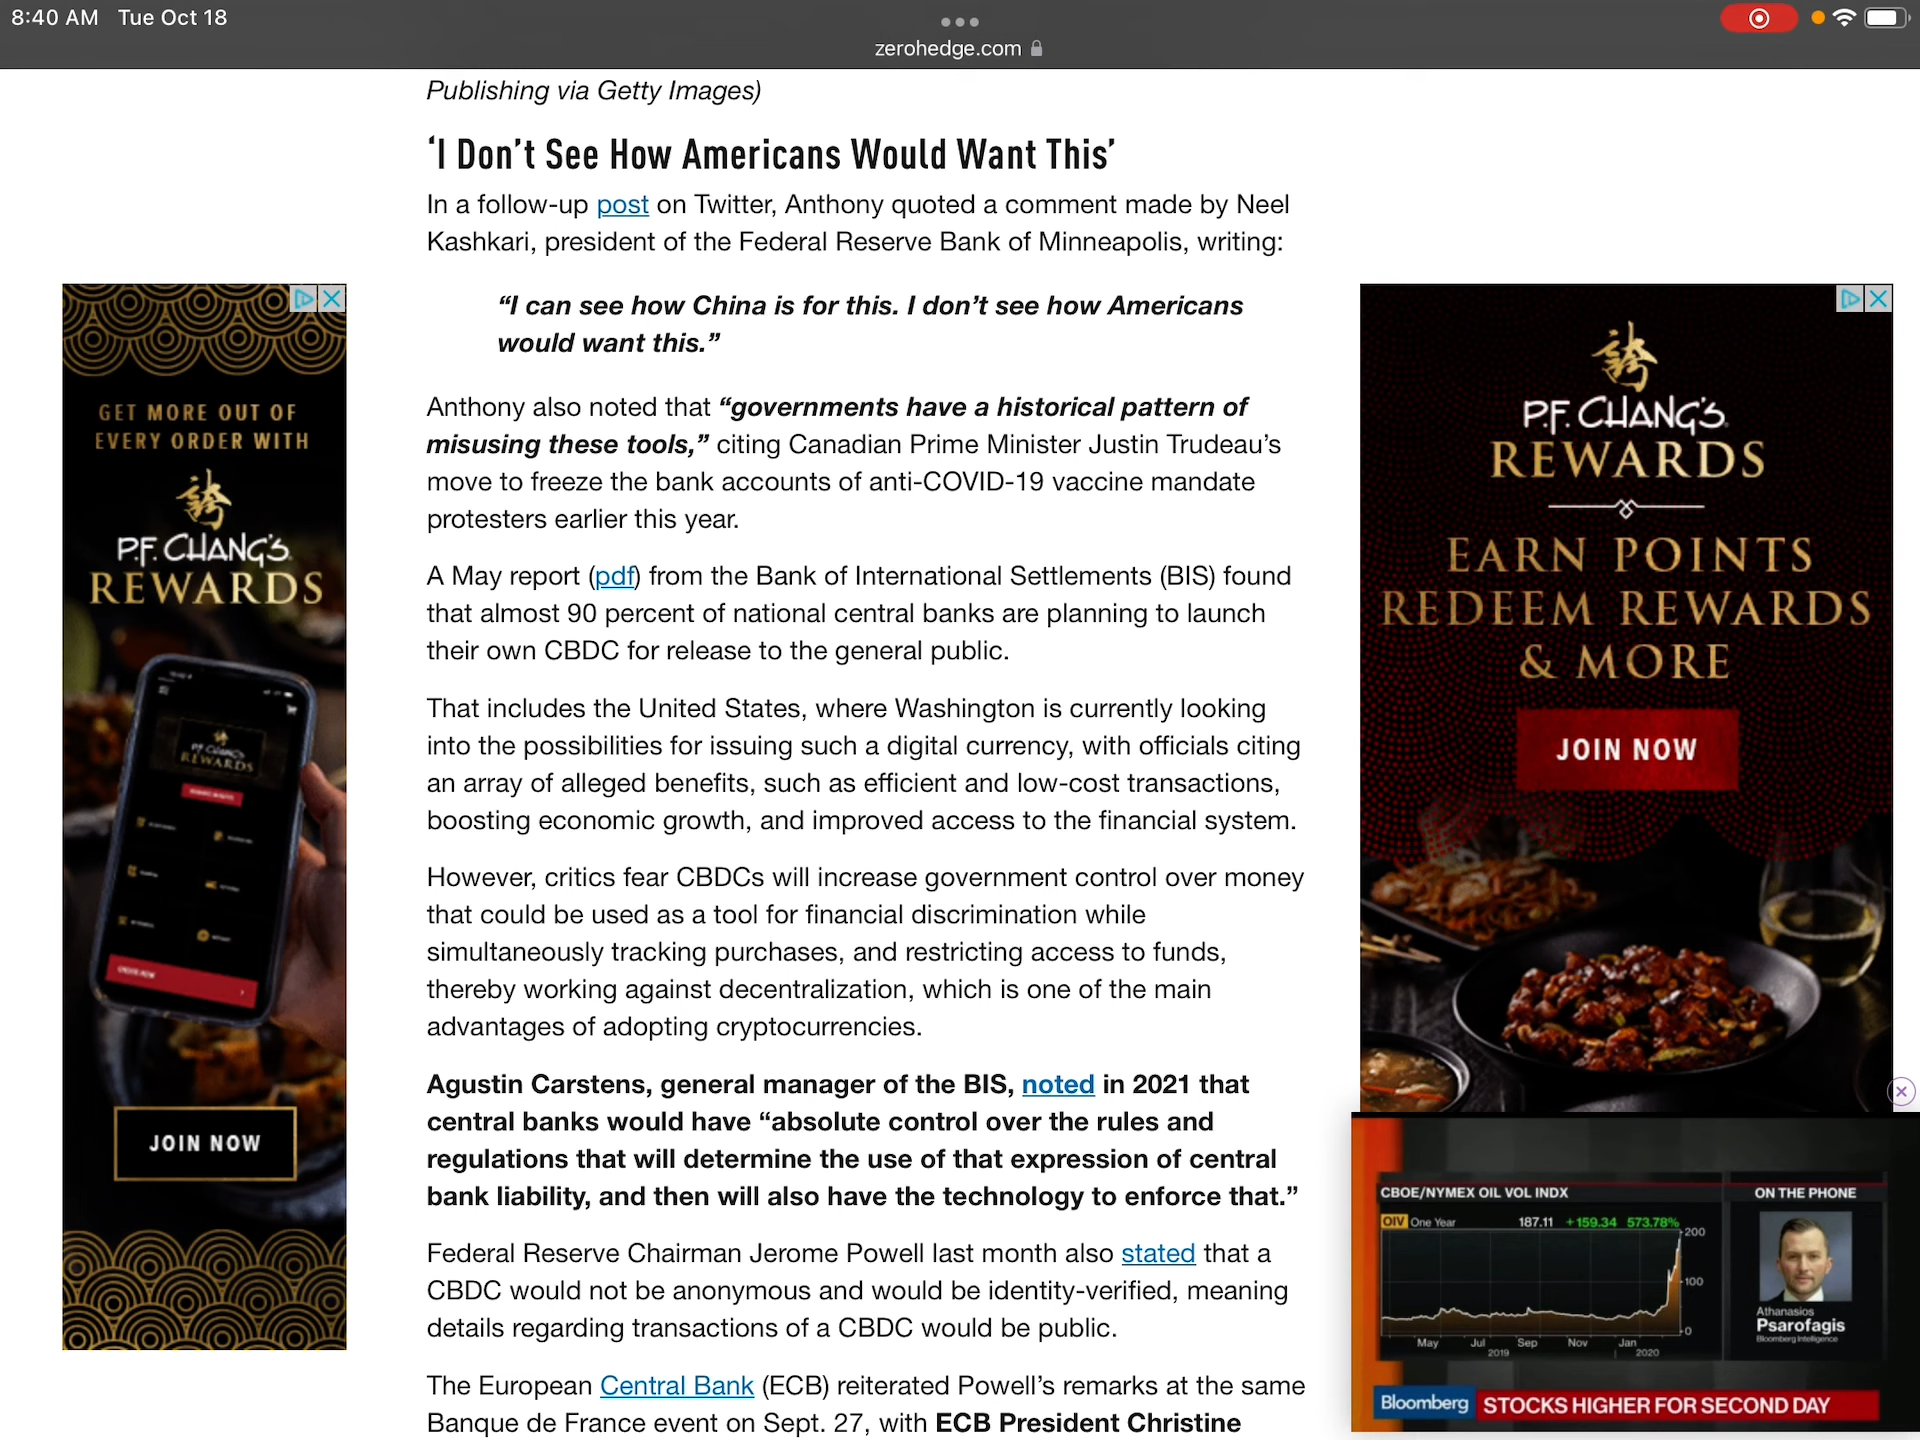 8:40 AM Tue Oct 18
zerohedge.com
Publishing via Getty Images)
‘I Don’t See How Americans Would Want This’
In a follow-up post on Twitter, Anthony quoted a comment made by Neel
Kashkari, president of the Federal Reserve Bank of Minneapolis, writing:
“I can see how China is for this. I don’t see how Americans
would want this.”
Anthony also noted that “governments have a historical pattern of
misusing these tools,” citing Canadian Prime Minister Justin Trudeau’s
move to freeze the bank accounts of anti-COVID-19 vaccine mandate
protesters earlier this year.
A May report (pdf) from the Bank of International Settlements (BIS) found
that almost 90 percent of national central banks are planning to launch
their own CBDC for release to the general public.
That includes the United States, where Washington is currently looking
into the possibilities for issuing such a digital currency, with officials citing
an array of alleged benefits, such as efficient and low-cost transactions,
boosting economic growth, and improved access to the financial system.
However, critics fear CBDCs will increase government control over money
that could be used as a tool for financial discrimination while
simultaneously tracking purchases, and restricting access to funds,
thereby working against decentralization, which is one of the main
advantages of adopting cryptocurrencies.
Agustin Carstens, general manager of the BIS, noted in 2021 that
central banks would have “absolute control over the rules and
regulations that will determine the use of that expression of central
bank liability, and then will also have the technology to enforce that.”
Federal Reserve Chairman Jerome Powell last month also stated that a
CBDC would not be anonymous and would be identity-verified, meaning
details regarding transactions of a CBDC would be public.
The European Central Bank (ECB) reiterated Powell’s remarks at the same
Banque de France event on Sept. 27, with ECB President Christine
GET MORE OUT OF
EVERY ORDER WITH
誇
P.F. CHANG'S
REWARDS
P.F. CHANG'S
REWARDS
ORDER NOW
JOIN NOW
誇
P.F. CHANG'S
REWARDS
EARN POINTS
REDEEM REWARDS
& MORE
JOIN NOW
CBOE/NYMEX OIL VOL INDX
ON THE PHONE
OIV One Year 187.11 +159.34 573.78%
200
100
0
May Jul Sep Nov Jan
2019 2020
Athanasios
Psarofagis
Bloomberg Intelligence
Bloomberg STOCKS HIGHER FOR SECOND DAY